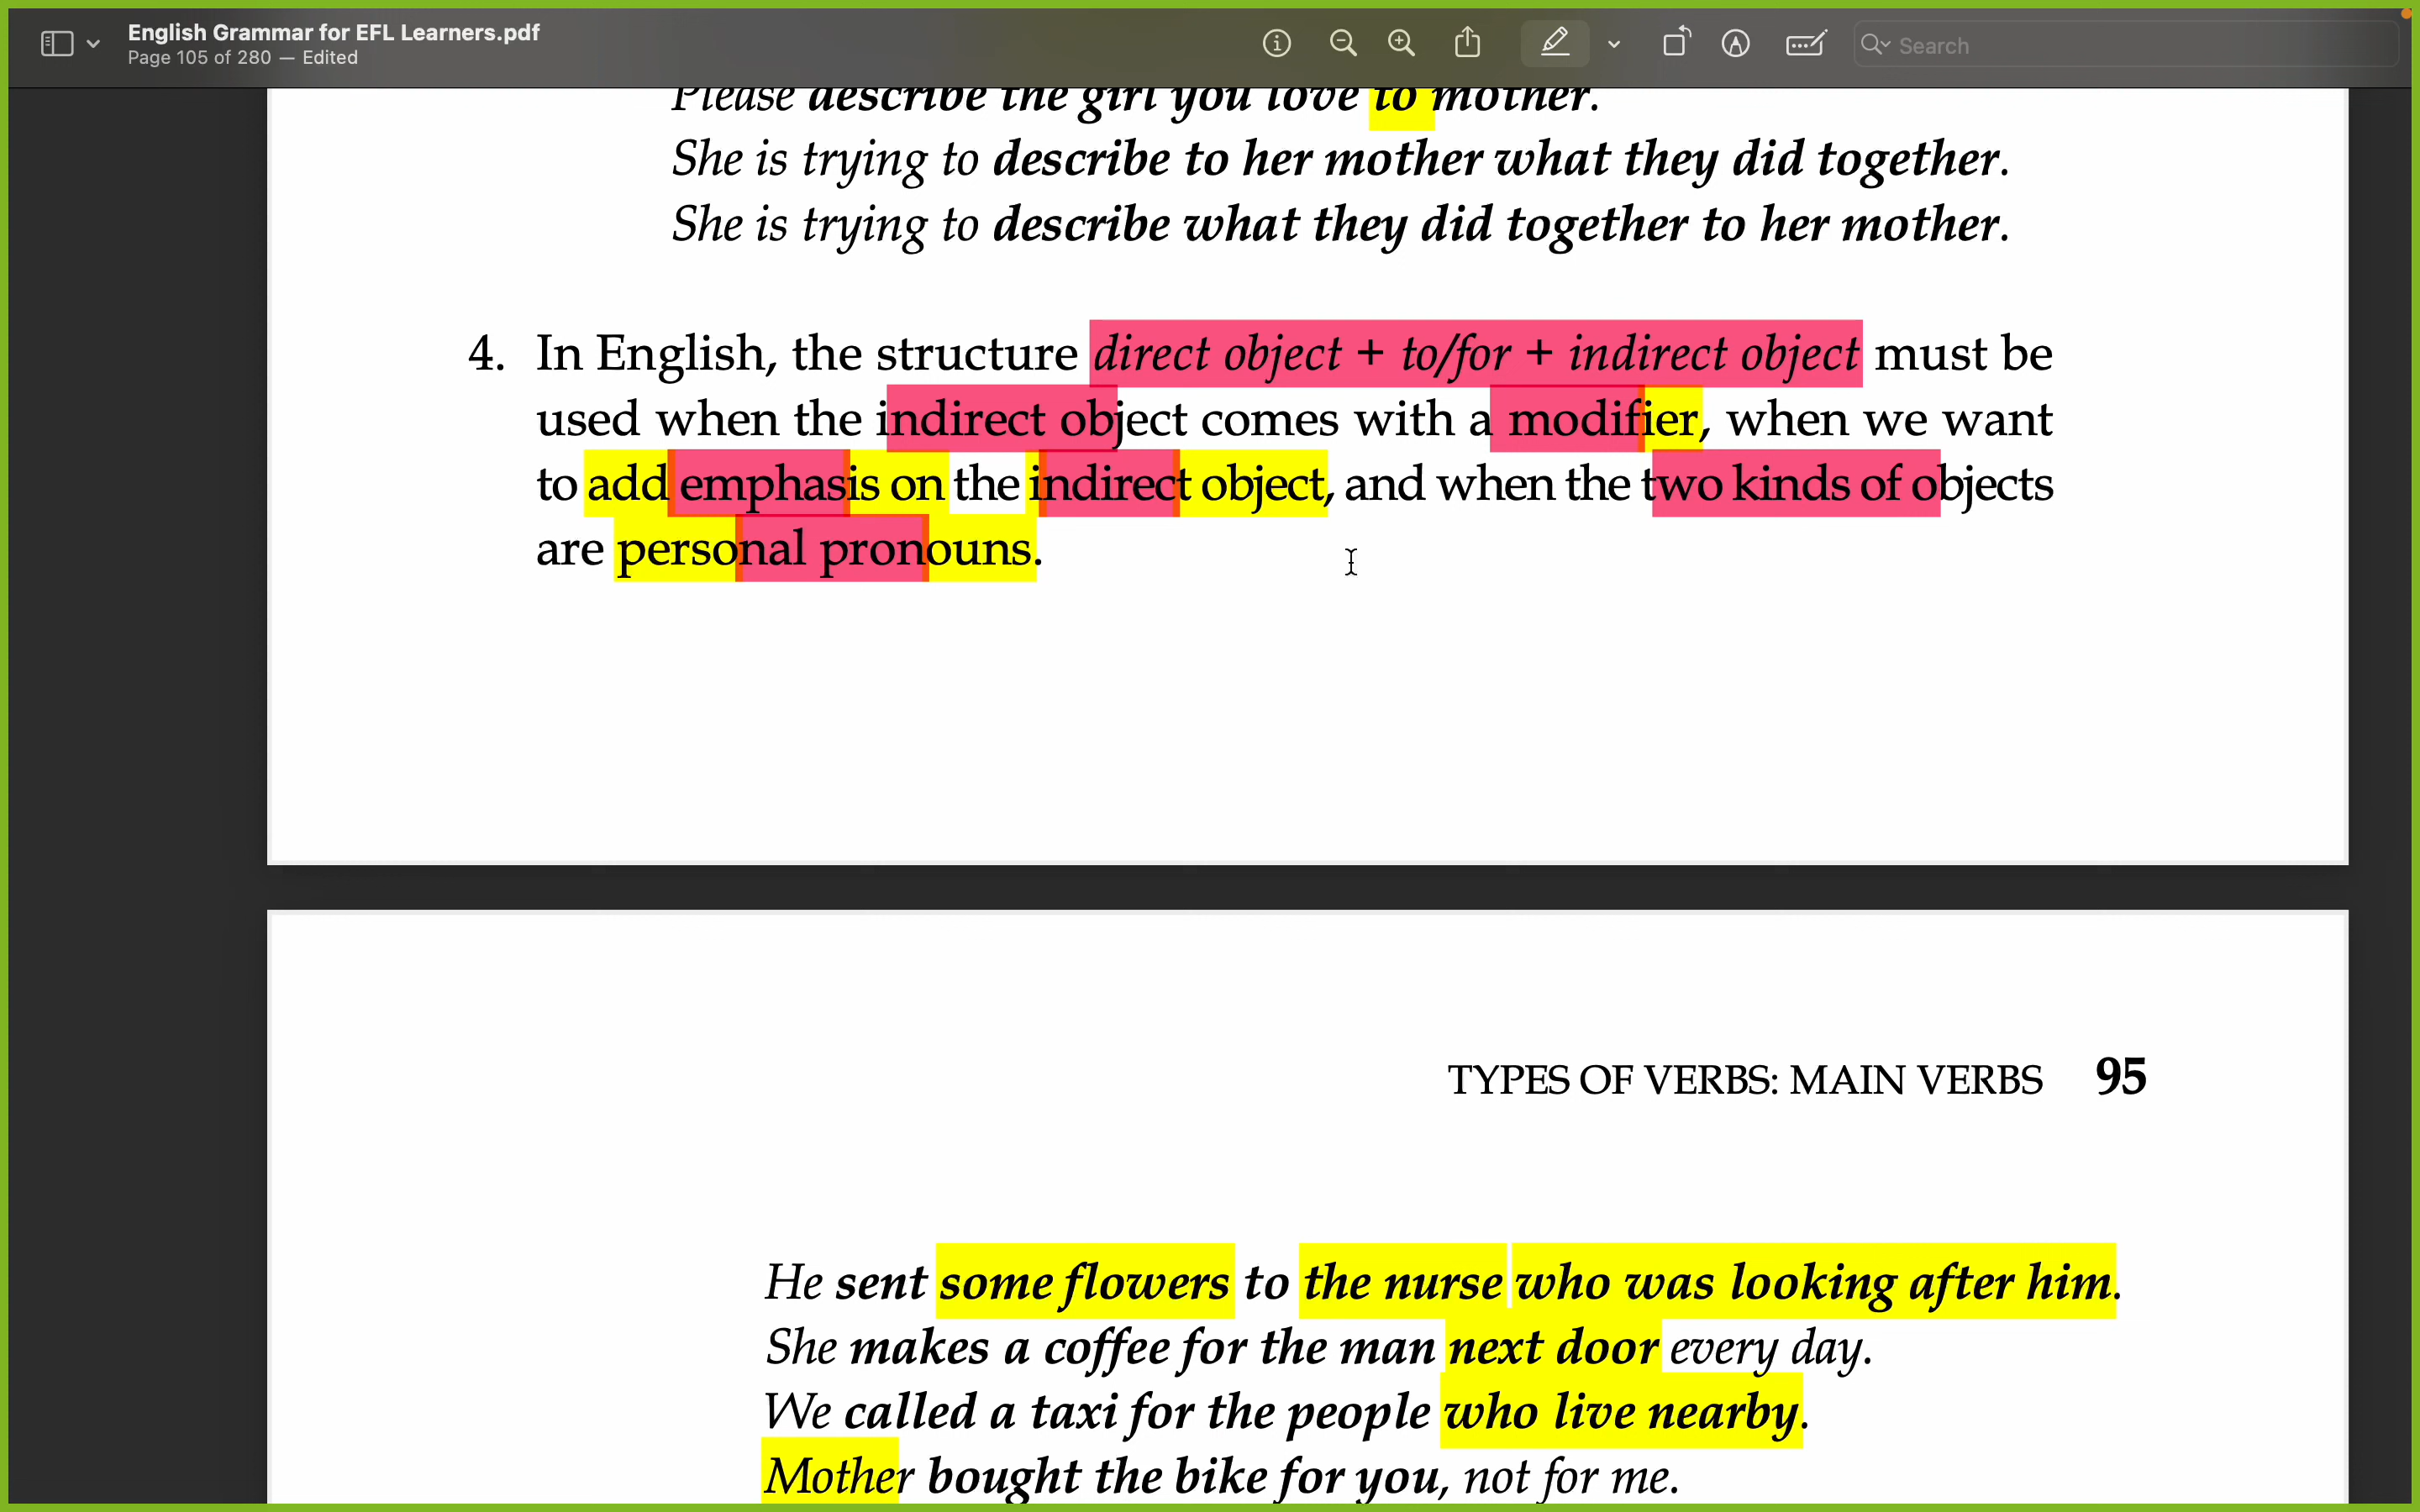 English Grammar for EFL Learners.pdf
Page 105 of 280 — Edited
Search
Please describe the girl you love to mother.
She is trying to describe to her mother what they did together.
She is trying to describe what they did together to her mother.
4. In English, the structure direct object + to/for + indirect object must be
used when the indirect object comes with a modifier, when we want
to add emphasis on the indirect object, and when the two kinds of objects
are personal pronouns.
TYPES OF VERBS: MAIN VERBS 95
He sent some flowers to the nurse who was looking after him.
She makes a coffee for the man next door every day.
We called a taxi for the people who live nearby.
Mother bought the bike for you, not for me.